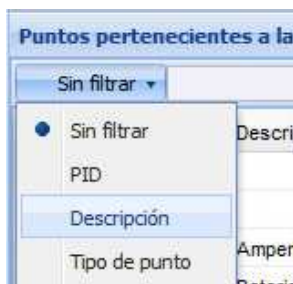 Puntos pertenecientes a la
Sin filtrar
Sin filtrar
Descri
PID
Descripción
Tipo de punto
Amper